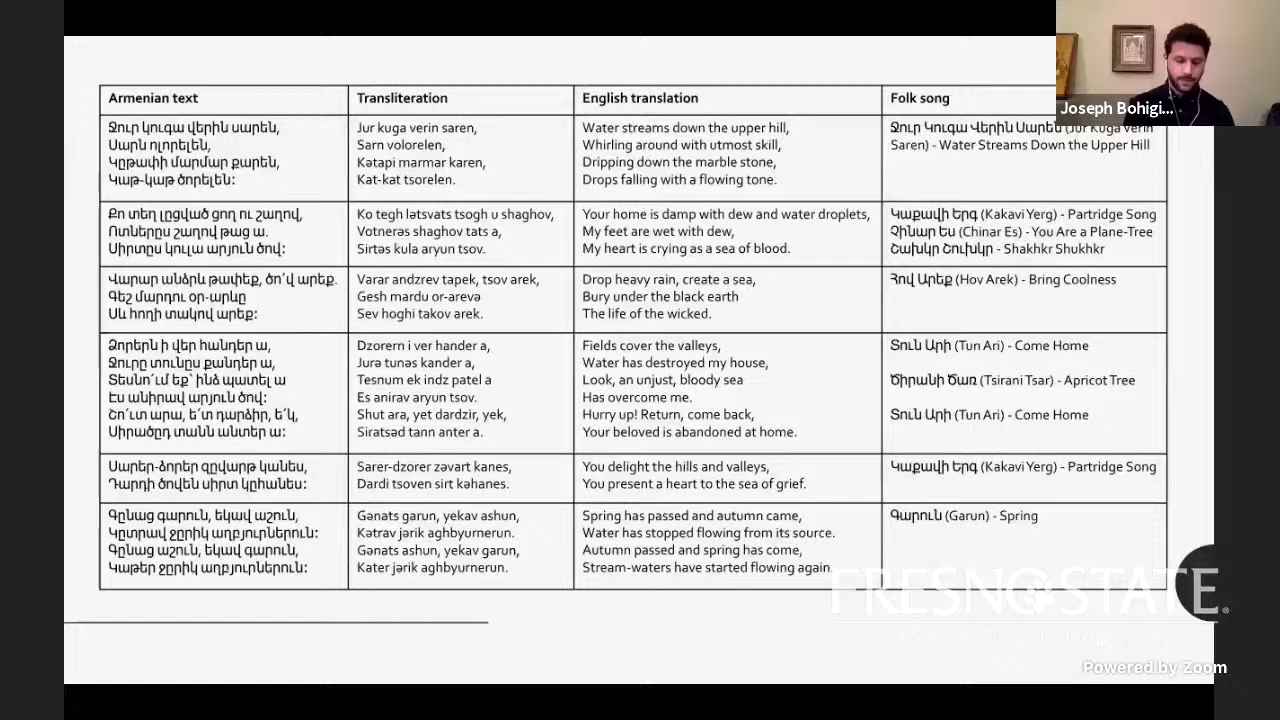 Joseph Bohigi...
Armenian text Transliteration English translation Folk song
Ջուր կուգա վերին սարեն, Jur kuga verin saren, Water streams down the upper hill, Ջուր Կուգա Վերին Սարեն (Jur Kuga Verin
Սարն ոլորելեն, Sarn volorelen, Whirling around with utmost skill, Saren) - Water Streams Down the Upper Hill
Կըթափի մարմար քարեն, Kətapi marmar karen, Dripping down the marble stone,
Կաթ-կաթ ծորելեն: Kat-kat tsorelen. Drops falling with a flowing tone.
Քո տեղ լըցված ցող ու շաղով, Ko tegh lətsvats tsogh u shaghov, Your home is damp with dew and water droplets, Կաքավի Երգ (Kakavi Yerg) - Partridge Song
Ոտներըս շաղով թաց ա. Votnerəs shaghov tats a, My feet are wet with dew, Չինար Ես (Chinar Es) - You Are a Plane-Tree
Սիրտըս կուլա արյուն ծով: Sirtəs kula aryun tsov. My heart is crying as a sea of blood. Շախկր Շուխկր - Shakhkr Shukhkr
Վարար անձրև թափեք, ծո՛վ արեք. Varar andzrev tapek, tsov arek, Drop heavy rain, create a sea, Հով Արեք (Hov Arek) - Bring Coolness
Գեշ մարդու օր-արևը Gesh mardu or-arevə Bury under the black earth
Սև հողի տակով արեք: Sev hoghi takov arek. The life of the wicked.
Ձորերն ի վեր հանդեր ա, Dzorern i ver hander a, Fields cover the valleys, Տուն Արի (Tun Ari) - Come Home
Ջուրը տունըս քանդեր ա, Jurə tunəs kander a, Water has destroyed my house,
Տեսնո՛ւմ եք՝ ինձ պատել ա Tesnum ek indz patel a Look, an unjust, bloody sea Ծիրանի Ծառ (Tsirani Tsar) - Apricot Tree
Էս անիրավ արյուն ծով: Es anirav aryun tsov. Has overcome me.
Շո՛ւտ արա, ե՛տ դարձիր, ե՛կ, Shut ara, yet dardzir, yek, Hurry up! Return, come back, Տուն Արի (Tun Ari) - Come Home
Սիրածըդ տանն անտեր ա: Siratsəd tann anter a. Your beloved is abandoned at home.
Սարեր-ձորեր զըվարթ կանես, Sarer-dzorer zəvart kanes, You delight the hills and valleys, Կաքավի Երգ (Kakavi Yerg) - Partridge Song
Դարդի ծովեն սիրտ կըհանես: Dardi tsoven sirt kəhanes. You present a heart to the sea of grief.
Գընաց գարուն, եկավ աշուն, Gənats garun, yekav ashun, Spring has passed and autumn came, Գարուն (Garun) - Spring
Կըտրավ ջըրիկ աղբյուրներուն: Kətrav jərik aghbyurnerun. Water has stopped flowing from its source.
Գընաց աշուն, եկավ գարուն, Gənats ashun, yekav garun, Autumn passed and spring has come,
Կաթեր ջըրիկ աղբյուրներուն: Kater jərik aghbyurnerun. Stream-waters have started flowing again.
FRESNO STATE.
Powered by Zoom